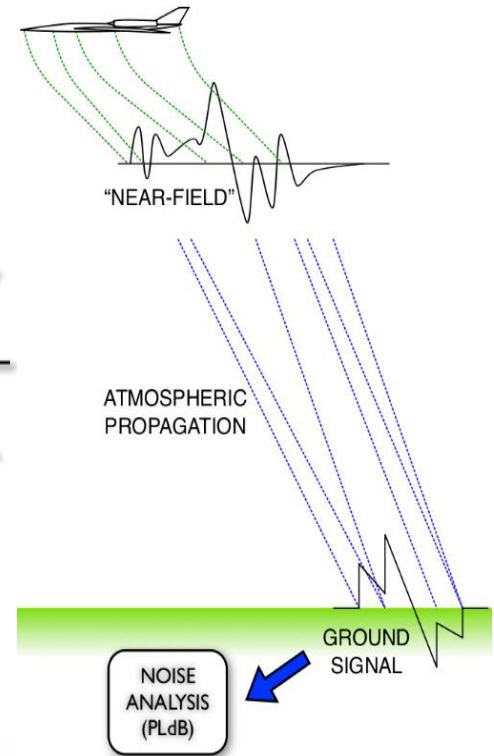 "NEAR-FIELD"
ATMOSPHERIC
PROPAGATION
GROUND
SIGNAL
NOISE
ANALYSIS
(PLdB)